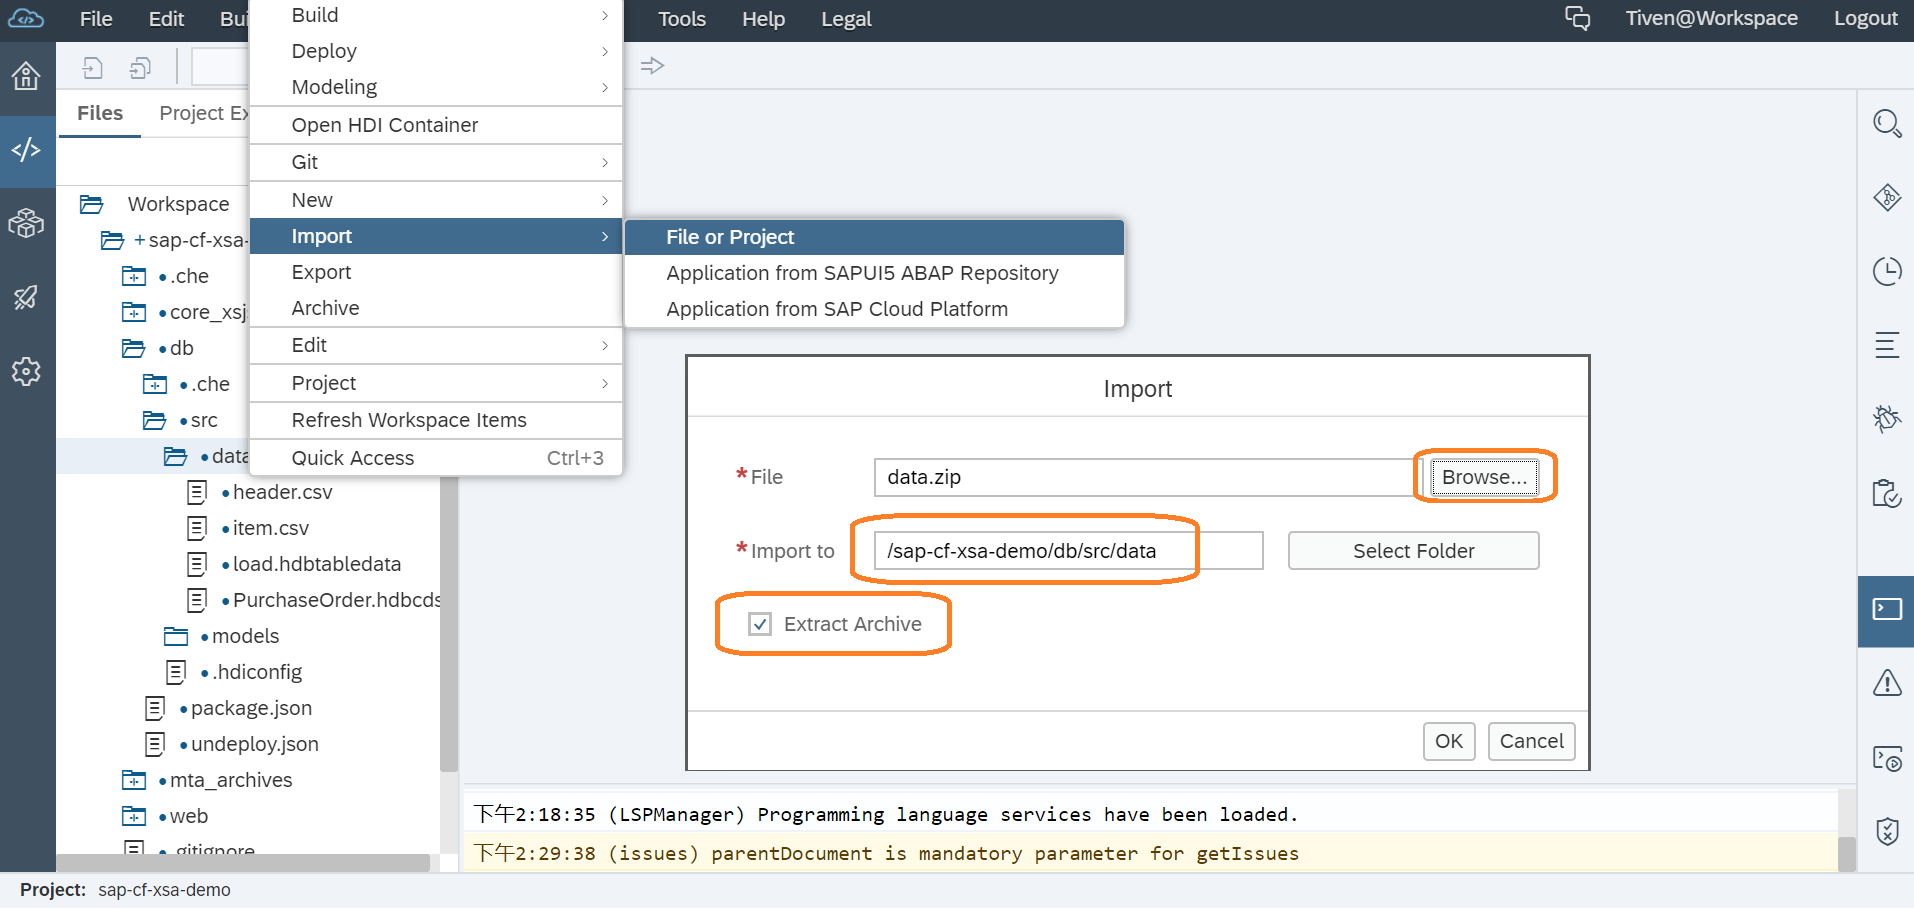 File Edit Bui Tools Help Legal Tiven@Workspace Logout
Files Project Ex
Workspace
+sap-cf-xsa-
.che
core_xsj
db
.che
src
data
header.csv
item.csv
load.hdbtabledata
PurchaseOrder.hdbcds
models
.hdiconfig
package.json
undeploy.json
mta_archives
web
.gitignore
Build
Deploy
Modeling
Open HDI Container
Git
New
Import
Export
Archive
Edit
Project
Refresh Workspace Items
Quick Access Ctrl+3
File or Project
Application from SAPUI5 ABAP Repository
Application from SAP Cloud Platform
Import
*File data.zip Browse...
*Import to /sap-cf-xsa-demo/db/src/data Select Folder
Extract Archive
OK Cancel
下午2:18:35 (LSPManager) Programming language services have been loaded.
下午2:29:38 (issues) parentDocument is mandatory parameter for getIssues
Project: sap-cf-xsa-demo